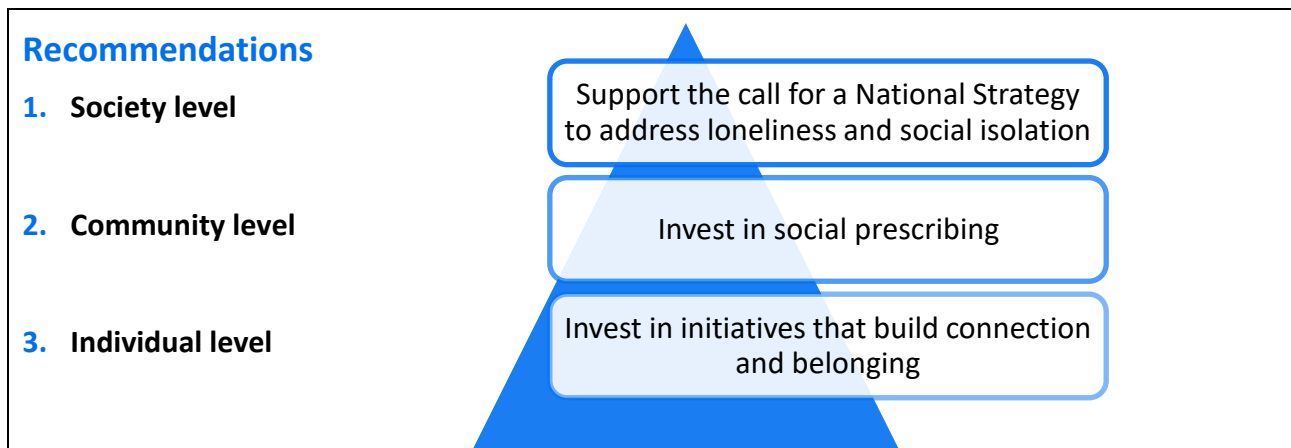 Recommendations
1. Society level
Support the call for a National Strategy
to address loneliness and social isolation
2. Community level
Invest in social prescribing
3. Individual level
Invest in initiatives that build connection
and belonging